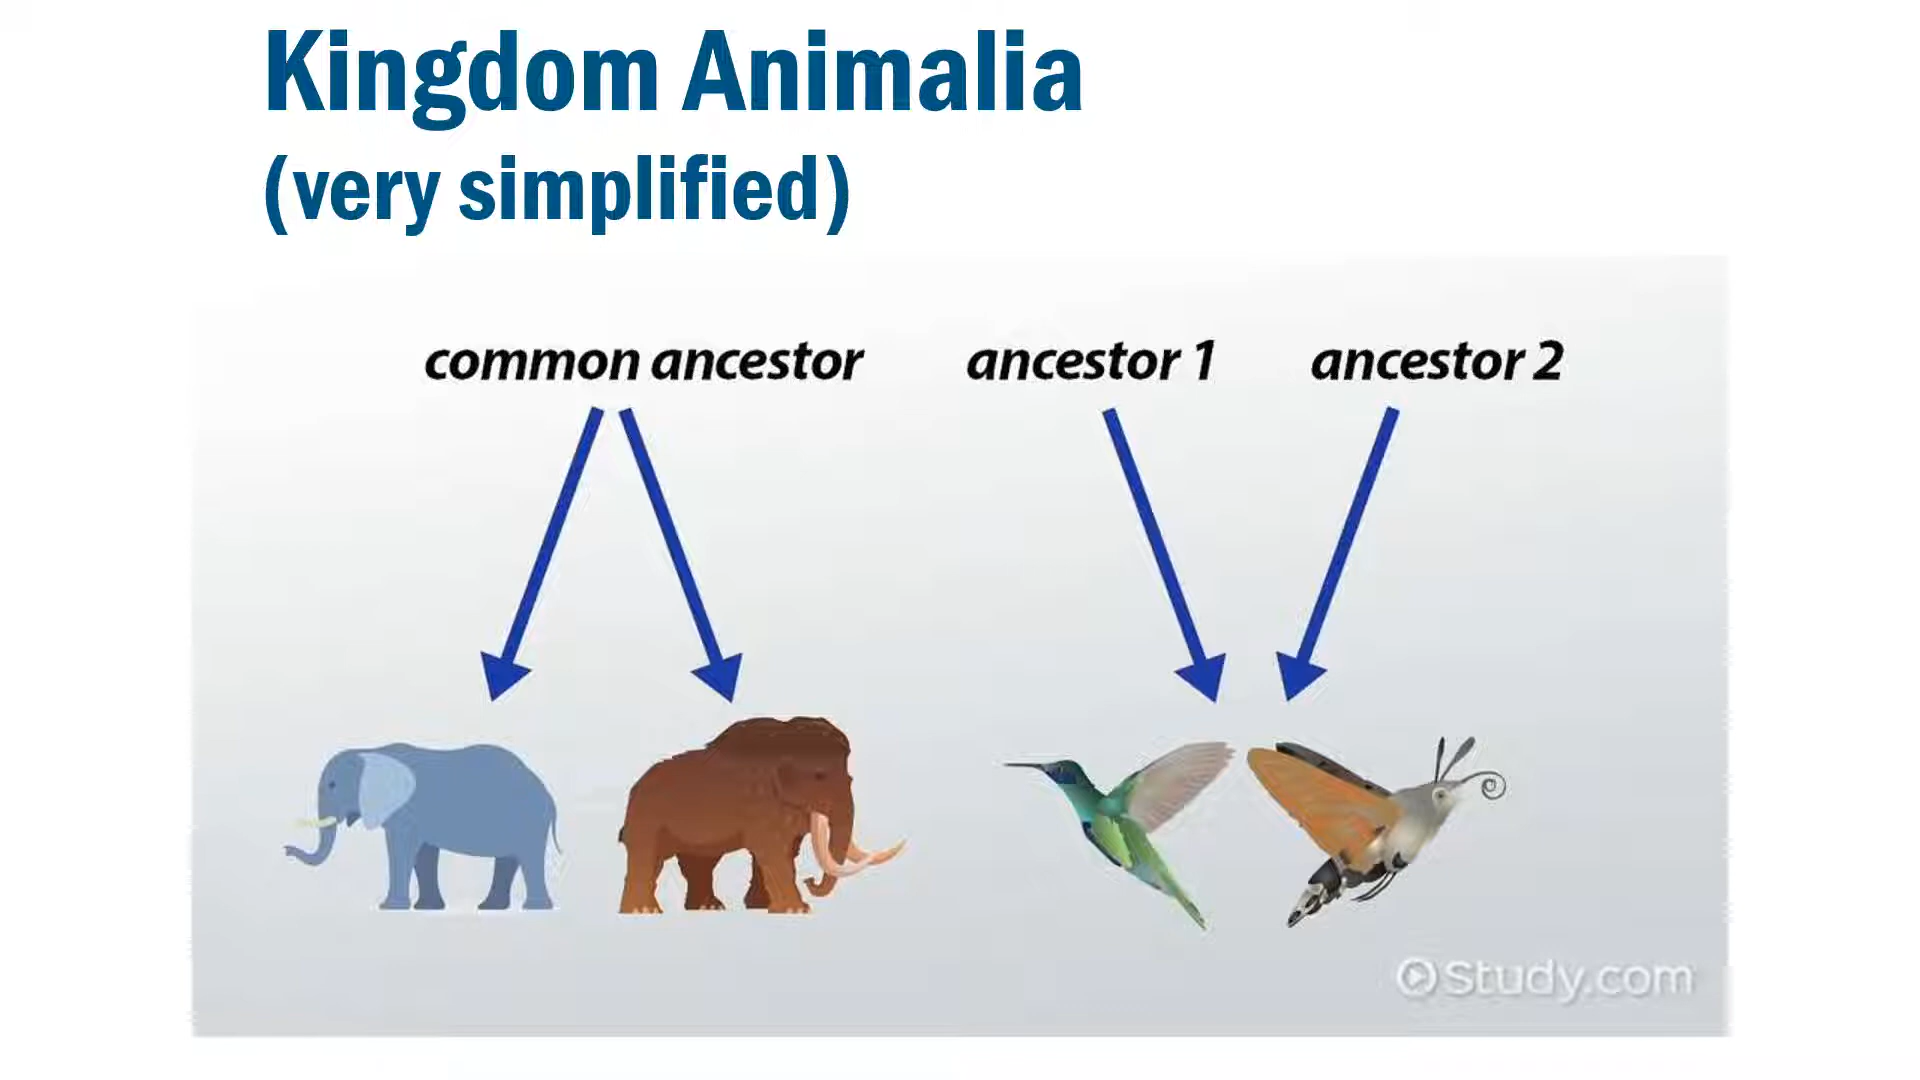 Kingdom Animalia
(very simplified)
common ancestor
ancestor 1
ancestor 2
Study.com